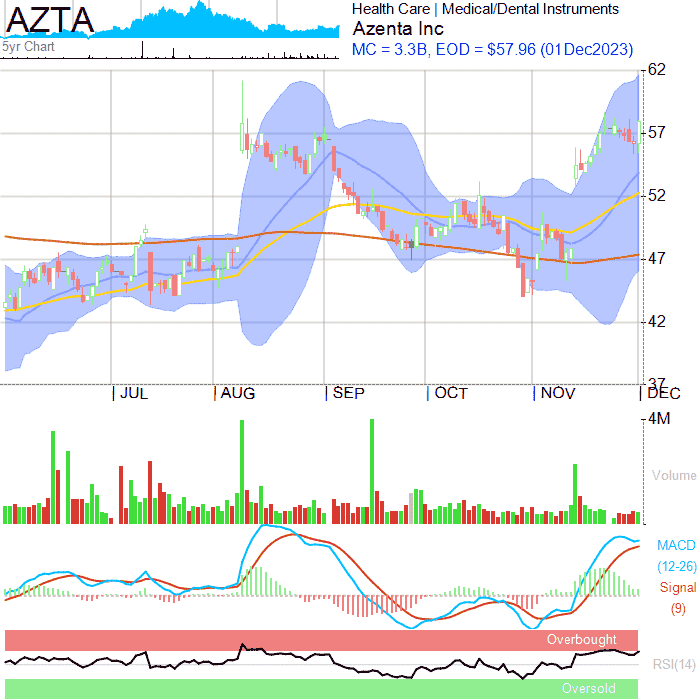 AZTA
5yr Chart
Health Care | Medical/Dental Instruments
Azenta Inc
MC = 3.3B, EOD = $57.96 (01Dec2023)
62
57
52
47
42
37
JUL
AUG
SEP
OCT
NOV
DEC
4M
Volume
MACD
(12-26)
Signal
(9)
Overbought
RSI(14)
Oversold